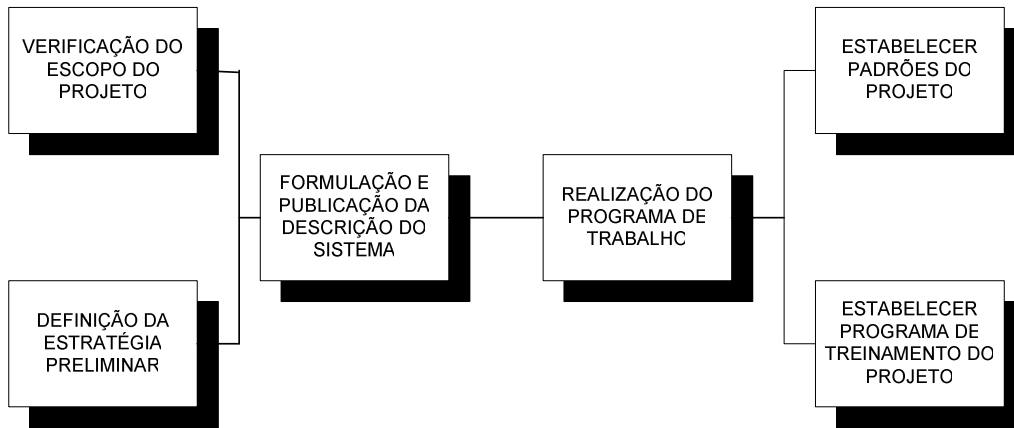 VERIFICAÇÃO DO
ESCOPO DO
PROJETO
DEFINIÇÃO DA
ESTRATÉGIA
PRELIMINAR
FORMULAÇÃO E
PUBLICAÇÃO DA
DESCRIÇÃO DO
SISTEMA
REALIZAÇÃO DO
PROGRAMA DE
TRABALHO
ESTABELECER
PADRÕES DO
PROJETO
ESTABELECER
PROGRAMA DE
TREINAMENTO DO
PROJETO